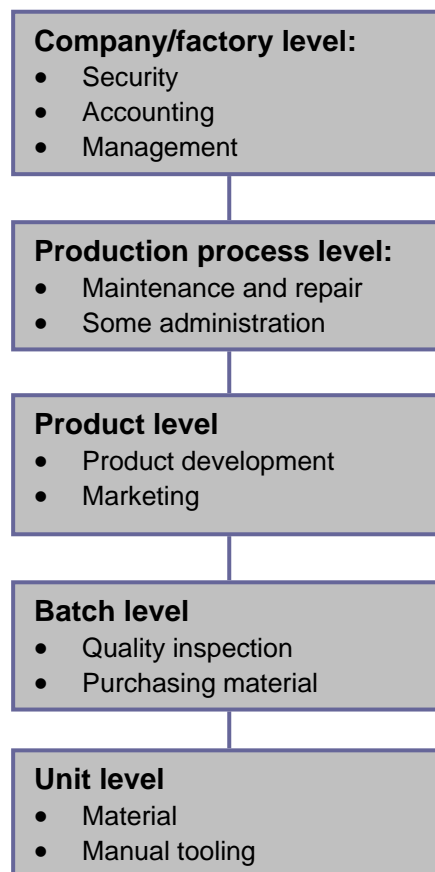 Company/factory level:
• Security
• Accounting
• Management
Production process level:
• Maintenance and repair
• Some administration
Product level
• Product development
• Marketing
Batch level
• Quality inspection
• Purchasing material
Unit level
• Material
• Manual tooling